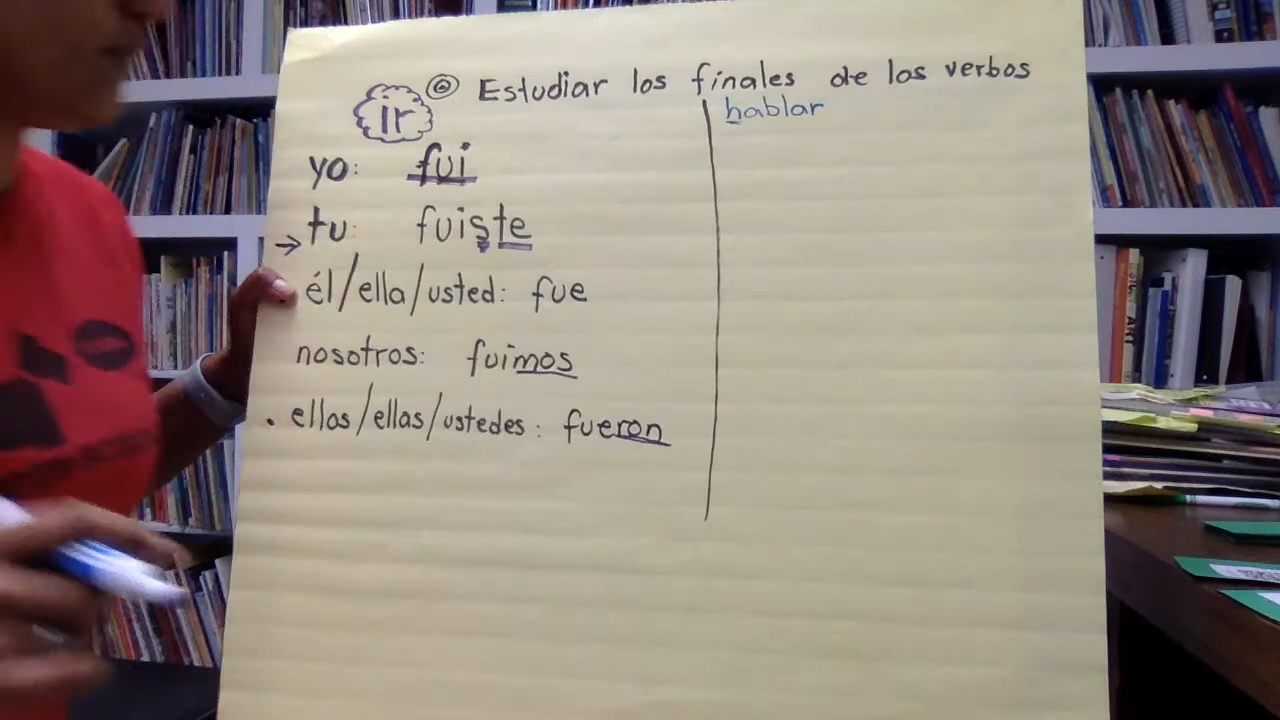 Estudiar los finales de los verbos
ir
yo: fui
→ tu: fuiste
él/ella/usted: fue
nosotros: fuimos
. ellos/ellas/ustedes: fueron
hablar
ART